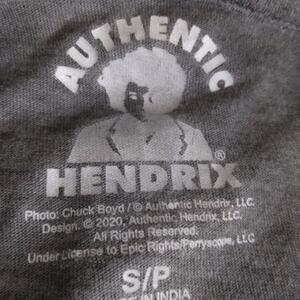 AUTHENTIC
HENDRIX®
Photo: Chuck Boyd / © Authentic Hendrix, LLC.
Design. © 2020, Authentic Hendrix, LLC.
All Rights Reserved.
Under License to Epic Rights/Perryscope, LLC
S/P
IN INDIA